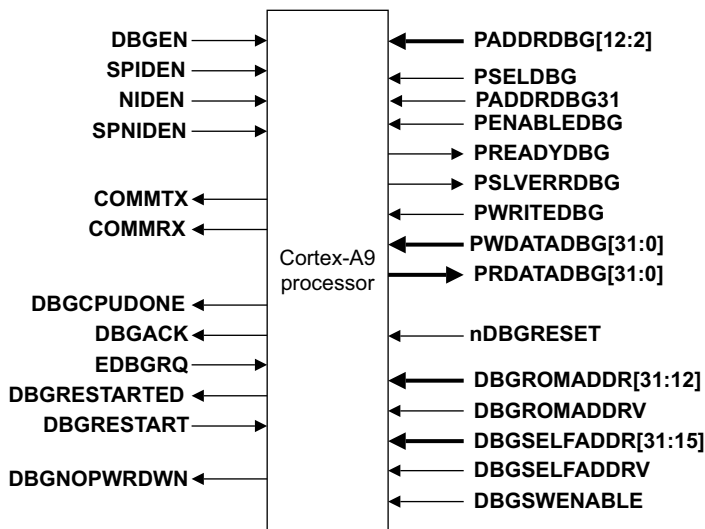 DBGEN
SPIDEN
NIDEN
SPNIDEN
COMMTX
COMMRX
DBGCPUDONE
DBGACK
EDBGRQ
DBGRESTARTED
DBGRESTART
DBGNOPWRDWN
Cortex-A9
processor
PADDRDBG[12:2]
PSELDBG
PADDRDBG31
PENABLEDBG
PREADYDBG
PSLVERRDBG
PWRITEDBG
PWDATADBG[31:0]
PRDATADBG[31:0]
nDBGRESET
DBGROMADDR[31:12]
DBGROMADDRV
DBGSELFADDR[31:15]
DBGSELFADDRV
DBGSWENABLE